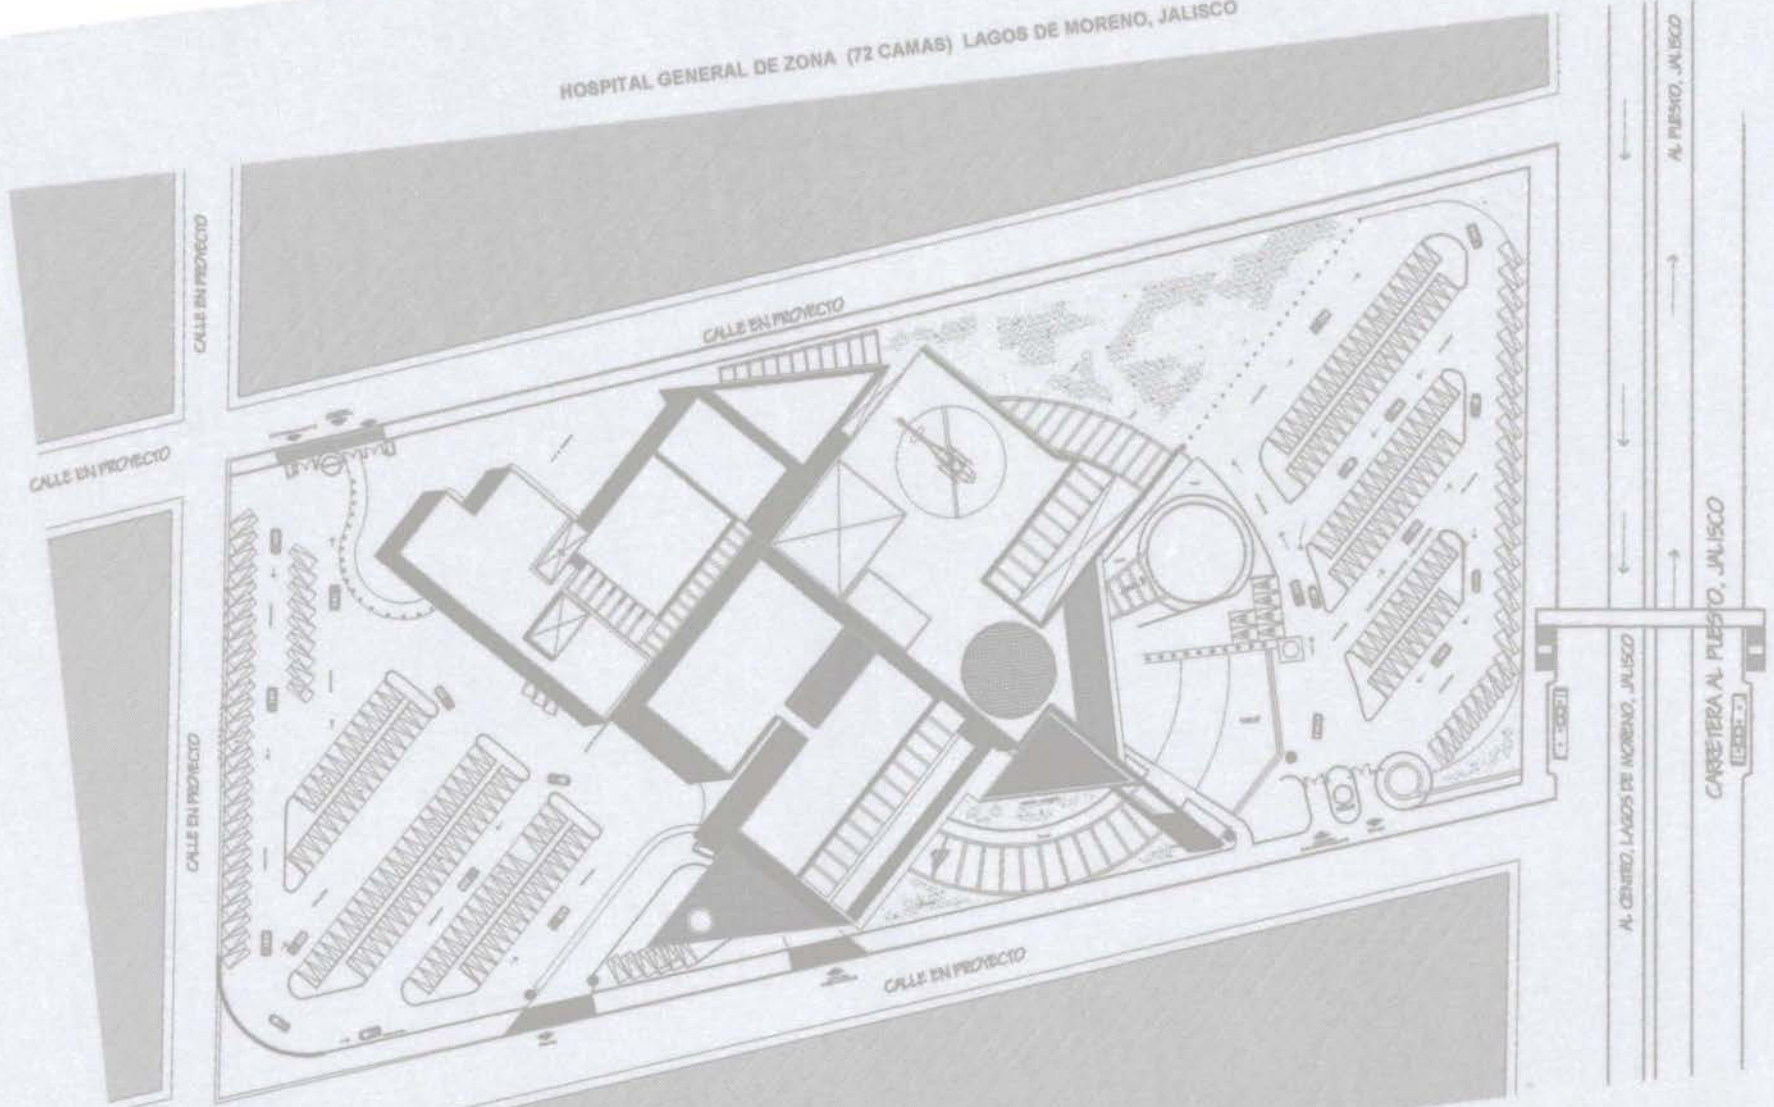 HOSPITAL GENERAL DE ZONA (72 CAMAS) LAGOS DE MORENO, JALISCO
AL PUESTO, JALISCO
CALLE EN PROYECTO
CALLE EN PROYECTO
CALLE EN PROYECTO
CARRETERA AL PUESTO, JALISCO
AL CENTRO, LAGOS DE MORENO, JALISCO
CALLE EN PROYECTO
CALLE EN PROYECTO